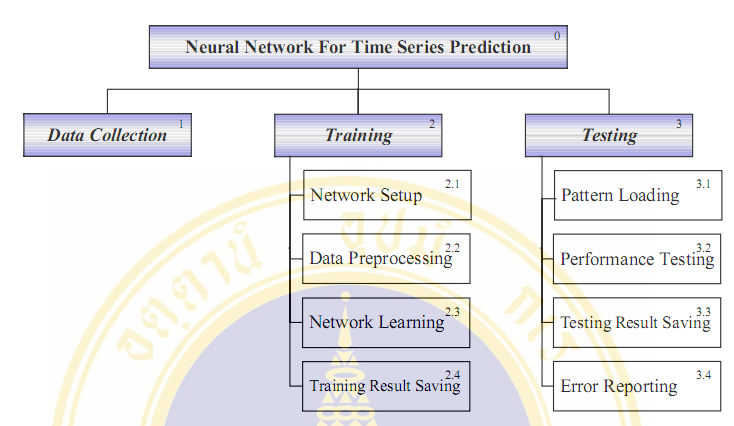 Neural Network For Time Series Prediction 0
Data Collection 1
Training 2
Testing 3
Network Setup 2.1
Data Preprocessing 2.2
Network Learning 2.3
Training Result Saving 2.4
Pattern Loading 3.1
Performance Testing 3.2
Testing Result Saving 3.3
Error Reporting 3.4